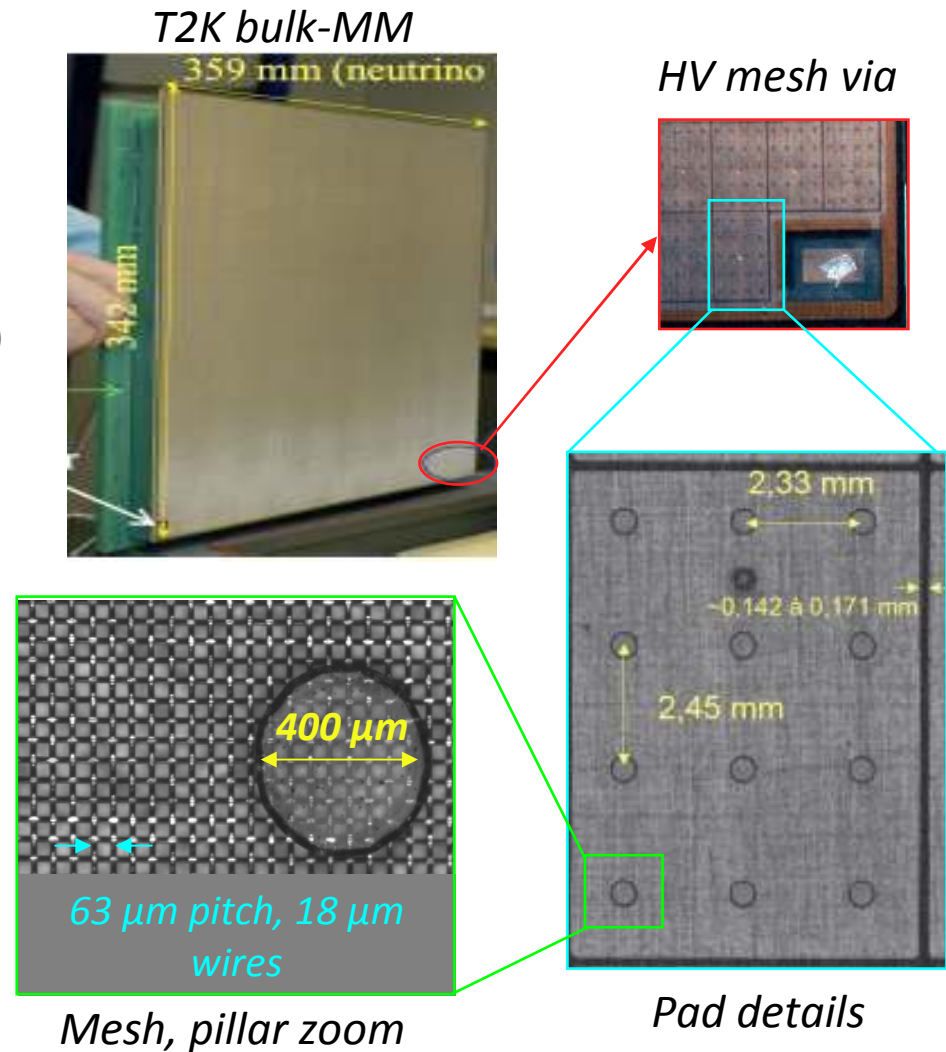 T2K bulk-MM
359 mm (neutrino
HV mesh via
342 mm
2,33 mm
~0,142 à 0,171 mm
2,45 mm
400 µm
63 µm pitch, 18 µm
wires
Mesh, pillar zoom
Pad details